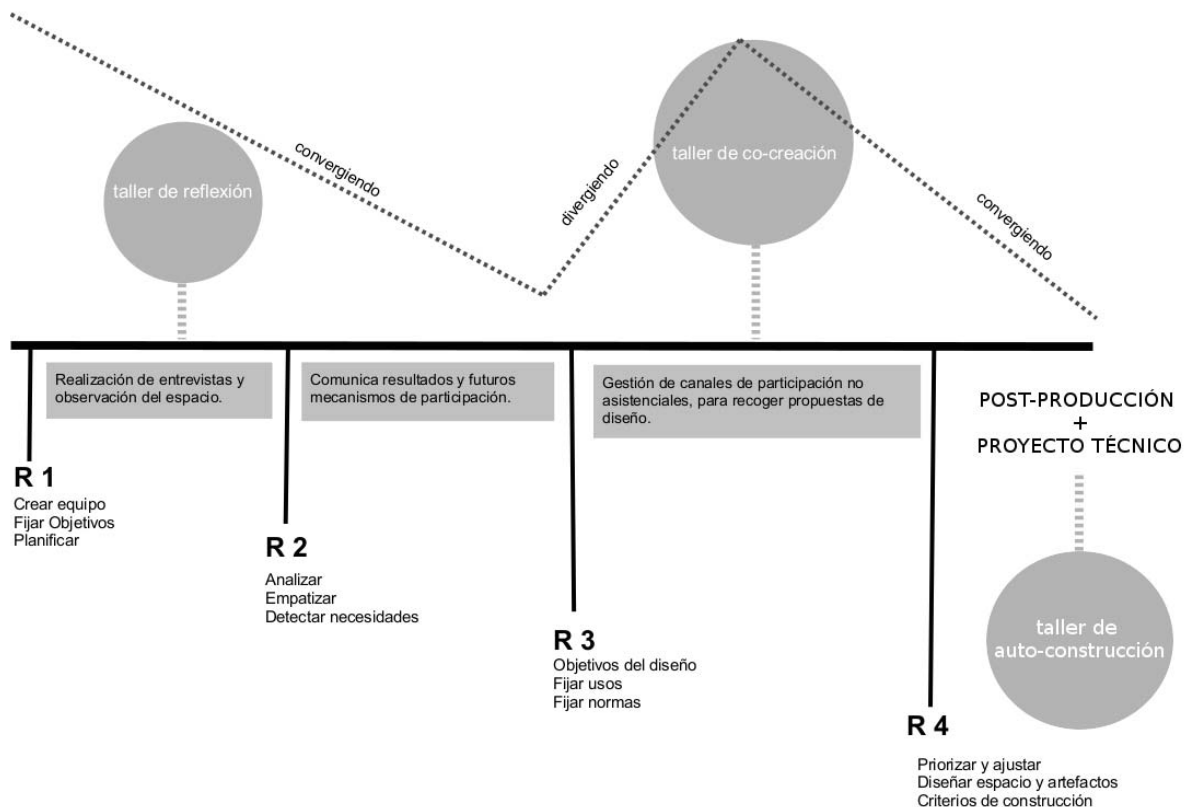 taller de reflexión
convergiendo
divergiendo
taller de co-creación
convergiendo
Realización de entrevistas y
observación del espacio.
Comunica resultados y futuros
mecanismos de participación.
Gestión de canales de participación no
asistenciales, para recoger propuestas de
diseño.
POST-PRODUCCIÓN
+
PROYECTO TÉCNICO
R 1
Crear equipo
Fijar Objetivos
Planificar
R 2
Analizar
Empatizar
Detectar necesidades
R 3
Objetivos del diseño
Fijar usos
Fijar normas
taller de
auto-construcción
R 4
Priorizar y ajustar
Diseñar espacio y artefactos
Criterios de construcción